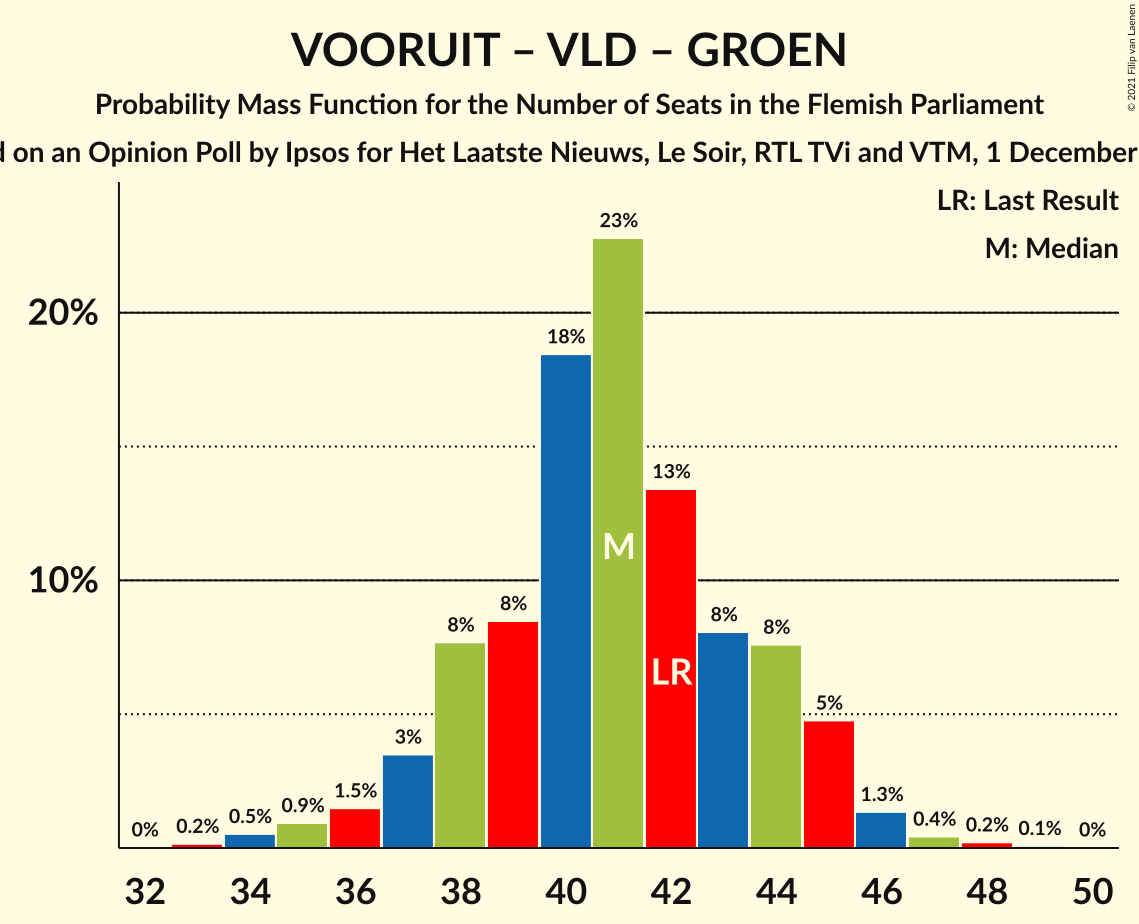 VOORUIT – VLD – GROEN
Probability Mass Function for the Number of Seats in the Flemish Parliament
on an Opinion Poll by Ipsos for Het Laatste Nieuws, Le Soir, RTL TVi and VTM, 1 December
© 2021 Filip van Laenen
LR: Last Result
M: Median
20%
10%
0%
0.2%
0.5%
0.9%
1.5%
3%
8%
8%
18%
23%
13%
8%
8%
5%
1.3%
0.4%
0.2%
0.1%
0%
M
LR
32 34 36 38 40 42 44 46 48 50